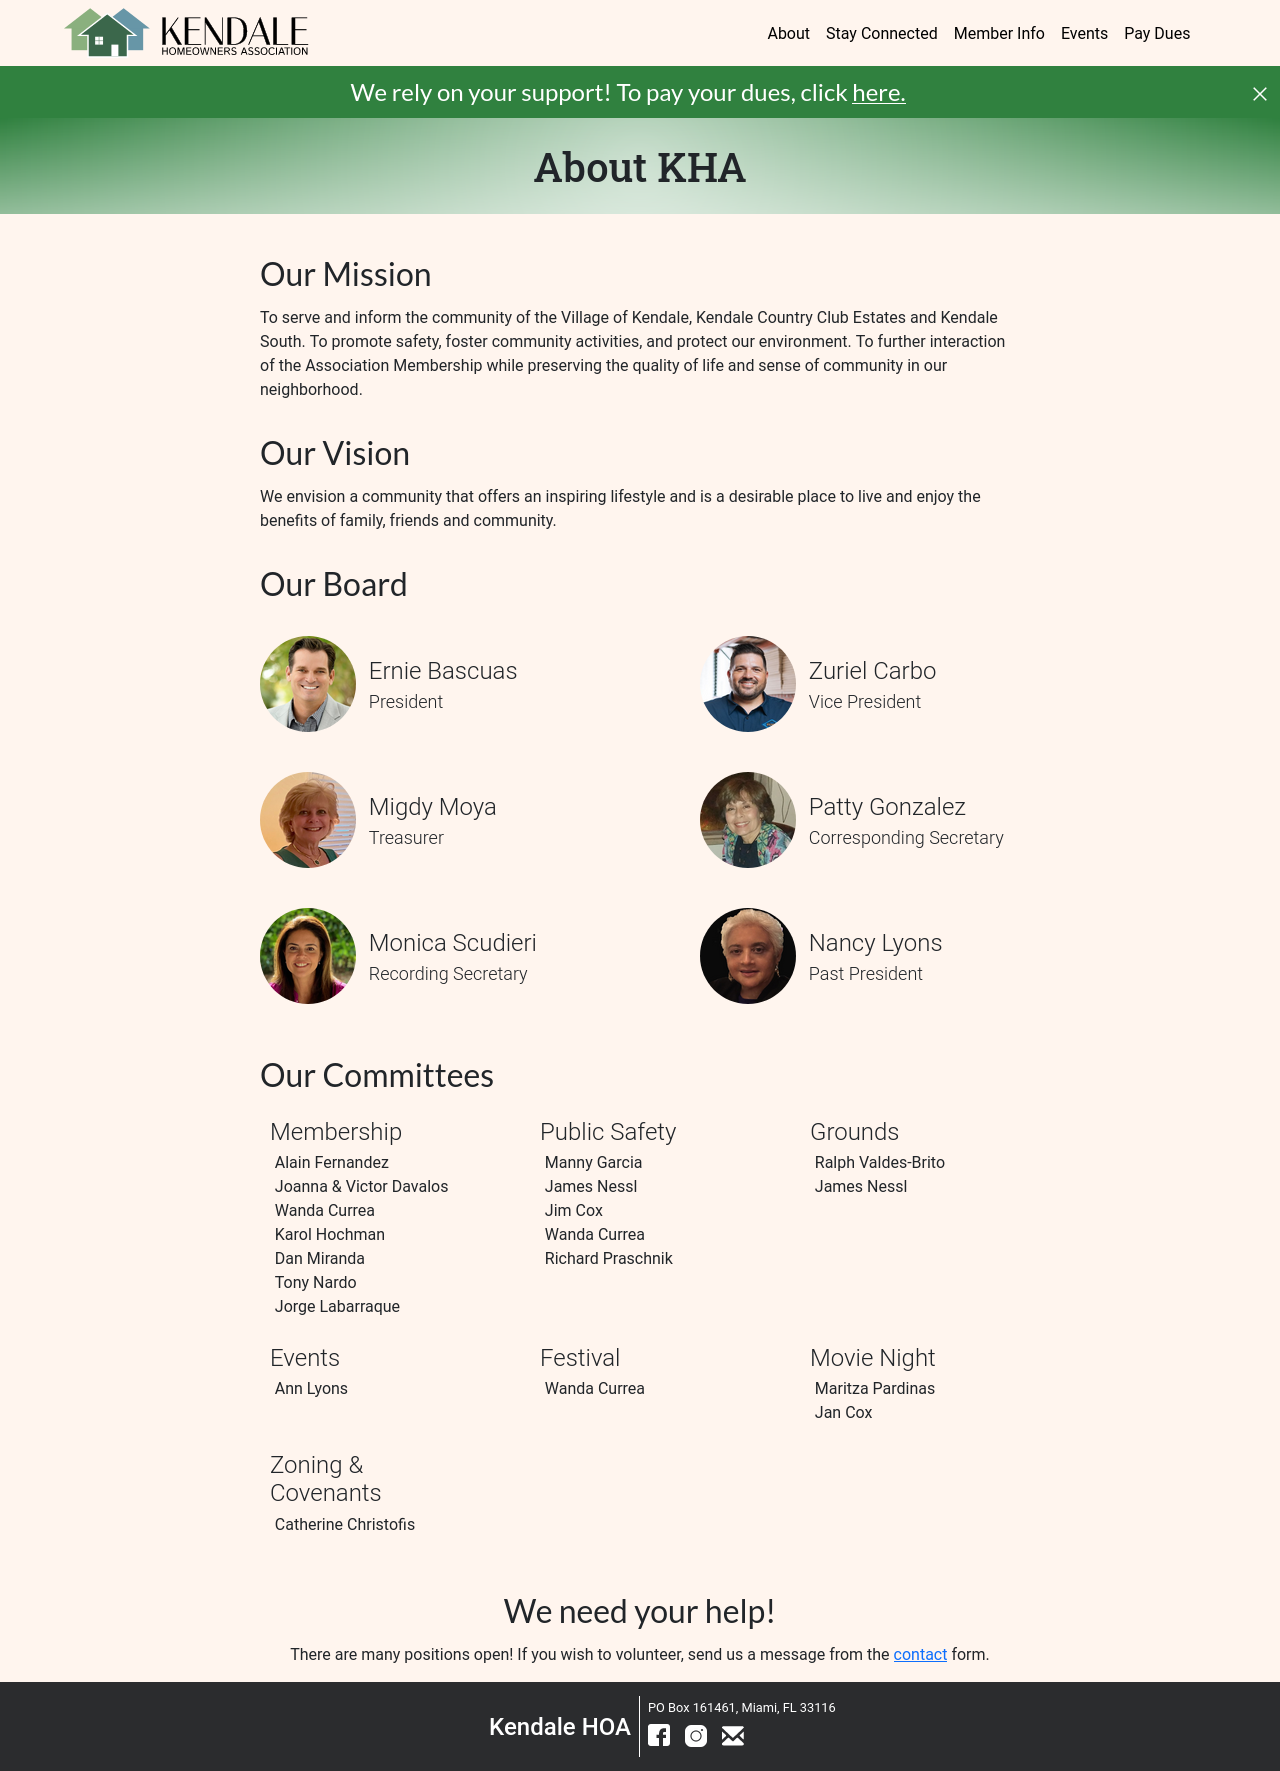 KENDALE
HOMEOWNERS ASSOCIATION
About Stay Connected Member Info Events Pay Dues
We rely on your support! To pay your dues, click here.
About KHA
Our Mission
To serve and inform the community of the Village of Kendale, Kendale Country Club Estates and Kendale
South. To promote safety, foster community activities, and protect our environment. To further interaction
of the Association Membership while preserving the quality of life and sense of community in our
neighborhood.
Our Vision
We envision a community that offers an inspiring lifestyle and is a desirable place to live and enjoy the
benefits of family, friends and community.
Our Board
Ernie Bascuas
President
Zuriel Carbo
Vice President
Migdy Moya
Treasurer
Patty Gonzalez
Corresponding Secretary
Monica Scudieri
Recording Secretary
Nancy Lyons
Past President
Our Committees
Membership
Alain Fernandez
Joanna & Victor Davalos
Wanda Currea
Karol Hochman
Dan Miranda
Tony Nardo
Jorge Labarraque
Public Safety
Manny Garcia
James Nessl
Jim Cox
Wanda Currea
Richard Praschnik
Grounds
Ralph Valdes-Brito
James Nessl
Events
Ann Lyons
Festival
Wanda Currea
Movie Night
Maritza Pardinas
Jan Cox
Zoning &
Covenants
Catherine Christofis
We need your help!
There are many positions open! If you wish to volunteer, send us a message from the contact form.
Kendale HOA
PO Box 161461, Miami, FL 33116